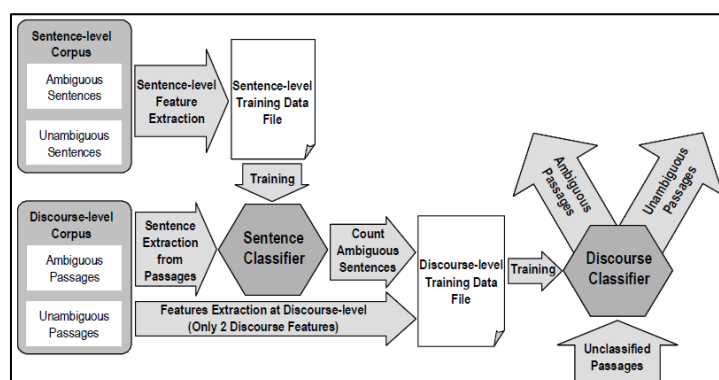 Sentence-level
Corpus
Ambiguous
Sentences
Unambiguous
Sentences
Sentence-level
Feature
Extraction
Sentence-level
Training Data
File
Training
Discourse-level
Corpus
Ambiguous
Passages
Unambiguous
Passages
Sentence
Extraction
from
Passages
Sentence
Classifier
Count
Ambiguous
Sentences
Features Extraction at Discourse-level
(Only 2 Discourse Features)
Discourse-level
Training Data
File
Training
Discourse
Classifier
Ambiguous
Passages
Unambiguous
Passages
Unclassified
Passages